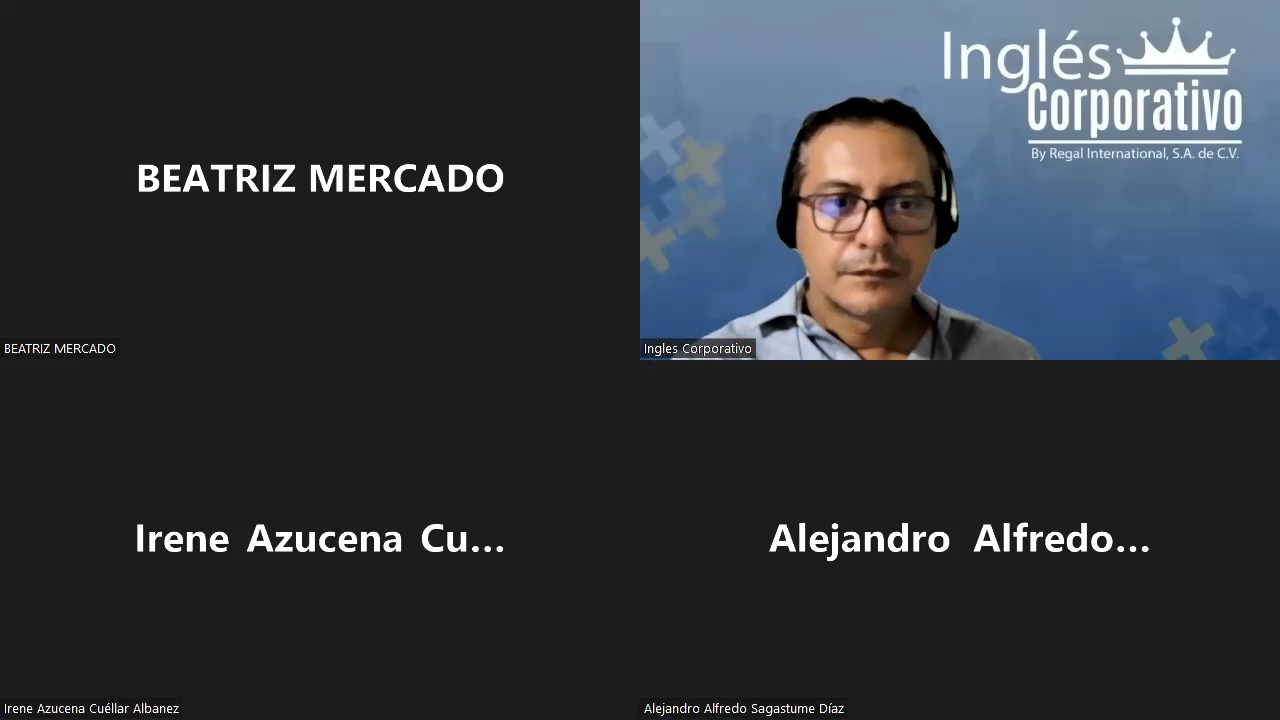 BEATRIZ MERCADO
BEATRIZ MERCADO
Inglés
Corporativo
By Regal International, S.A. de C.V.
Ingles Corporativo
Irene Azucena Cu...
Irene Azucena Cuéllar Albanez
Alejandro Alfredo...
Alejandro Alfredo Sagastume Díaz